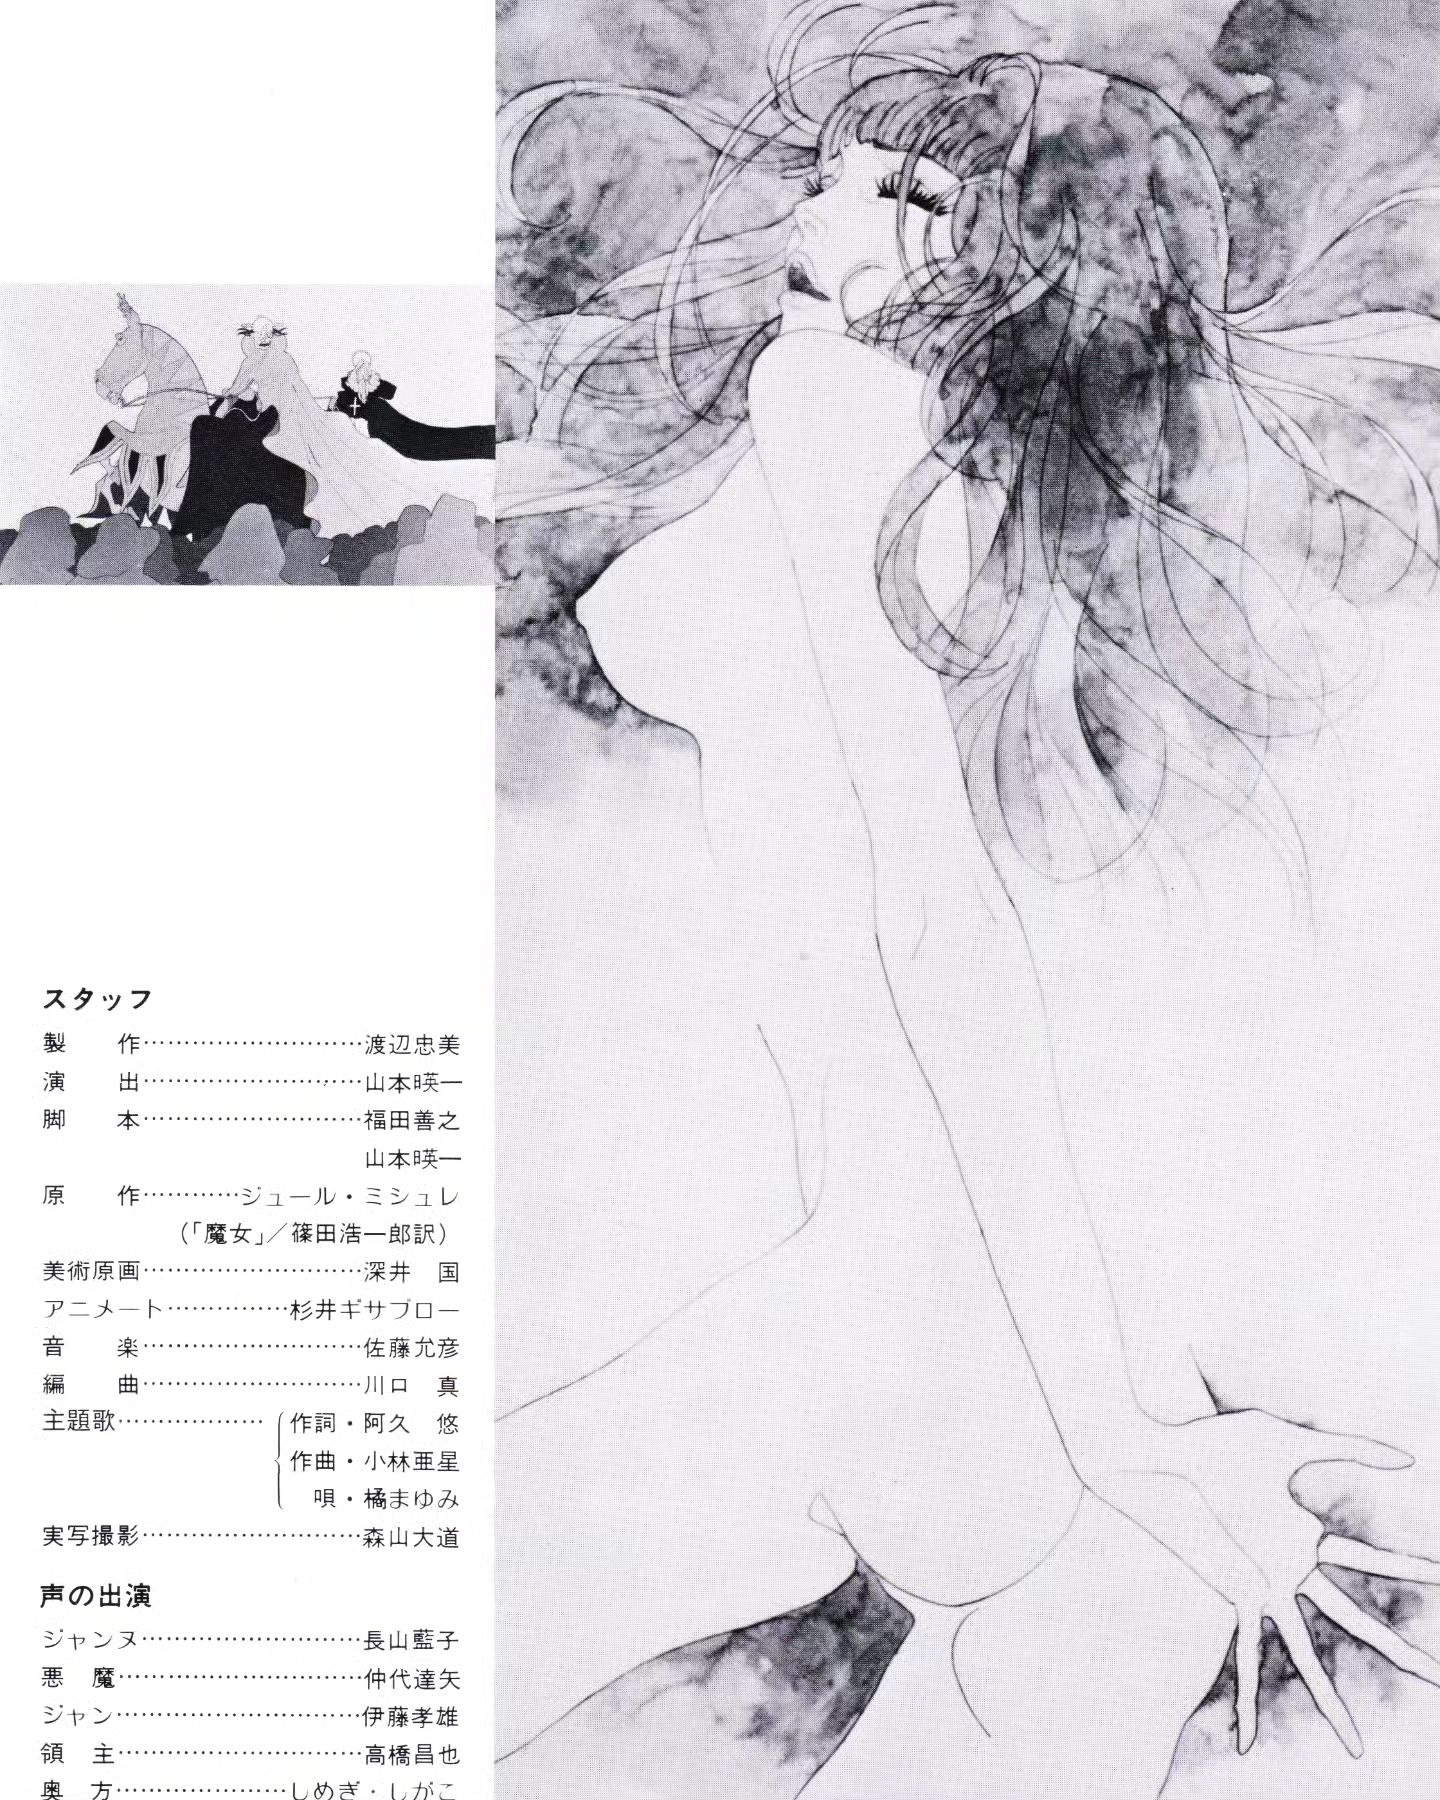 スタッフ
製　作…………………………渡辺忠美
演　出…………………………山本暎一
脚　本…………………………福田善之
山本暎一
原　作…………ジュール・ミシュレ
(「魔女」／篠田浩一郎訳)
美術原画…………………………深井　国
アニメート……………杉井ギサブロー
音　楽…………………………佐藤允彦
編　曲…………………………川口　真
主題歌………………作詞・阿久　悠
作曲・小林亜星
唄・橘まゆみ
実写撮影…………………………森山大道
声の出演
ジャンヌ…………………………長山藍子
悪　魔……………………………仲代達矢
ジャン……………………………伊藤孝雄
領　主……………………………高橋昌也
奥　方…………………しめぎ・しがこ